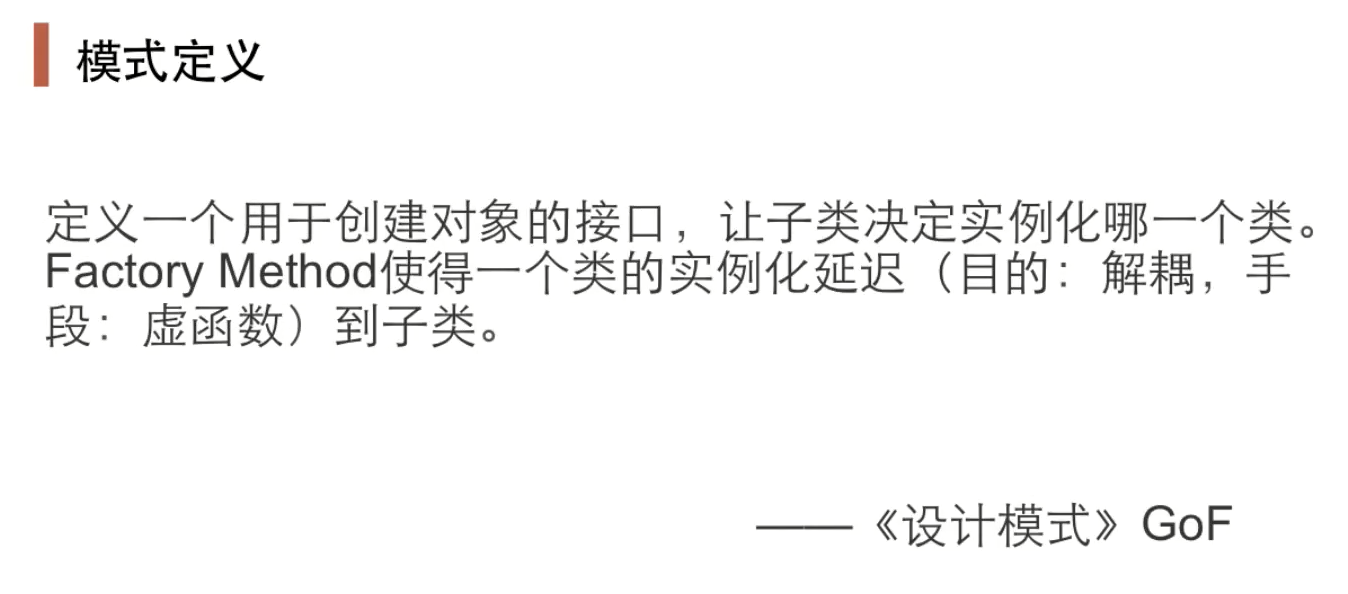 模式定义
定义一个用于创建对象的接口，让子类决定实例化哪一个类。
Factory Method使得一个类的实例化延迟（目的：解耦，手
段：虚函数）到子类。
——《设计模式》GoF